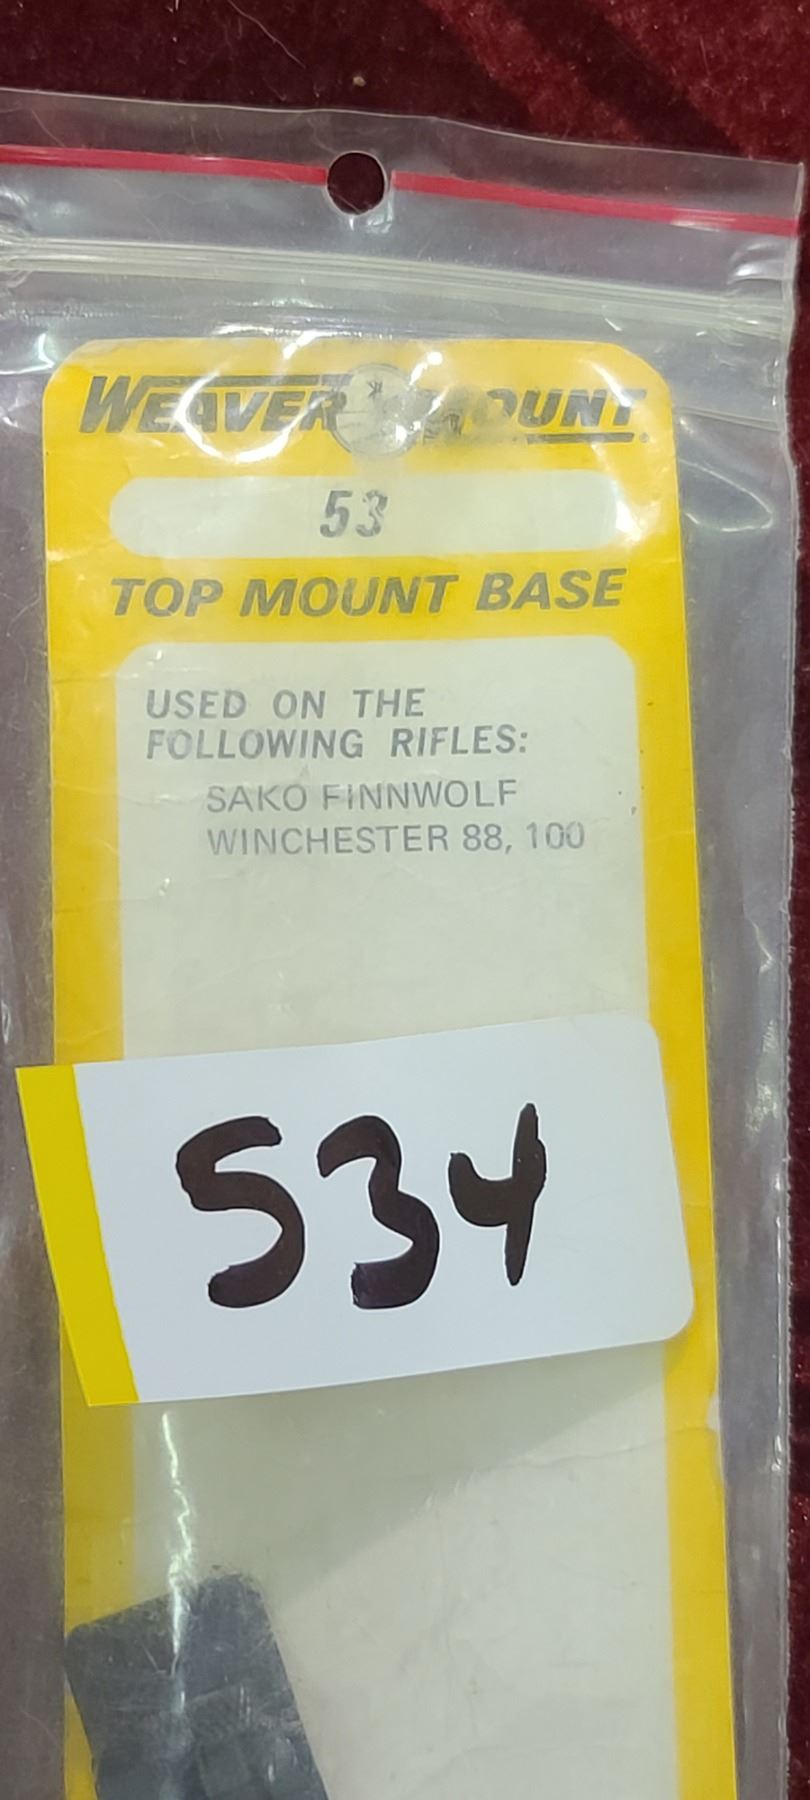 WEAVER MOUNT
53
TOP MOUNT BASE
USED ON THE
FOLLOWING RIFLES:
SAKO FINNWOLF
WINCHESTER 88, 100
534